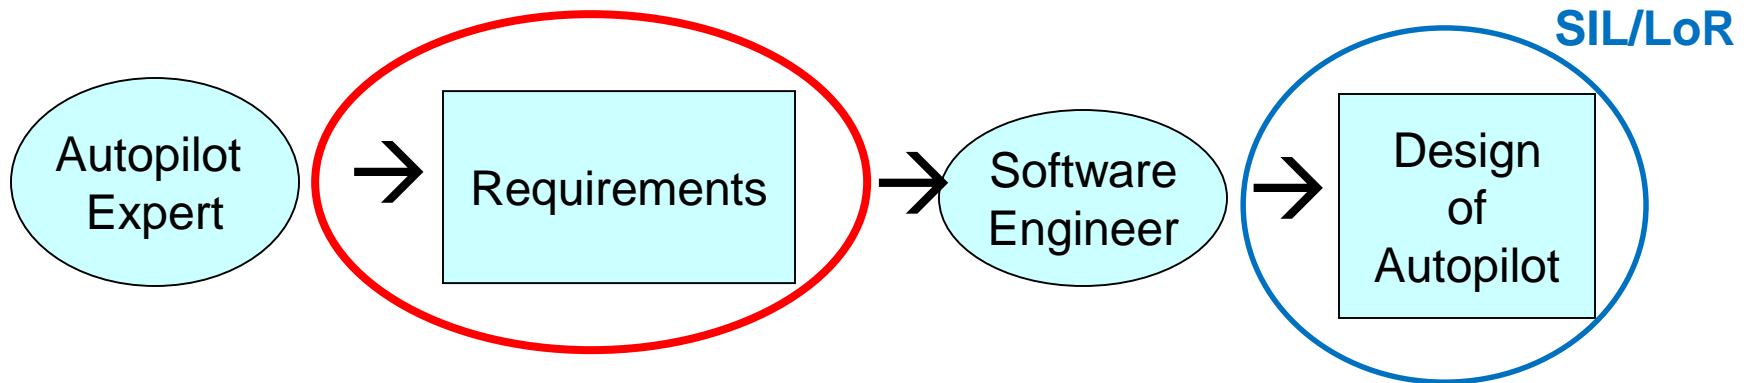 SIL/LoR
Autopilot
Expert
Requirements
Software
Engineer
Design
of
Autopilot